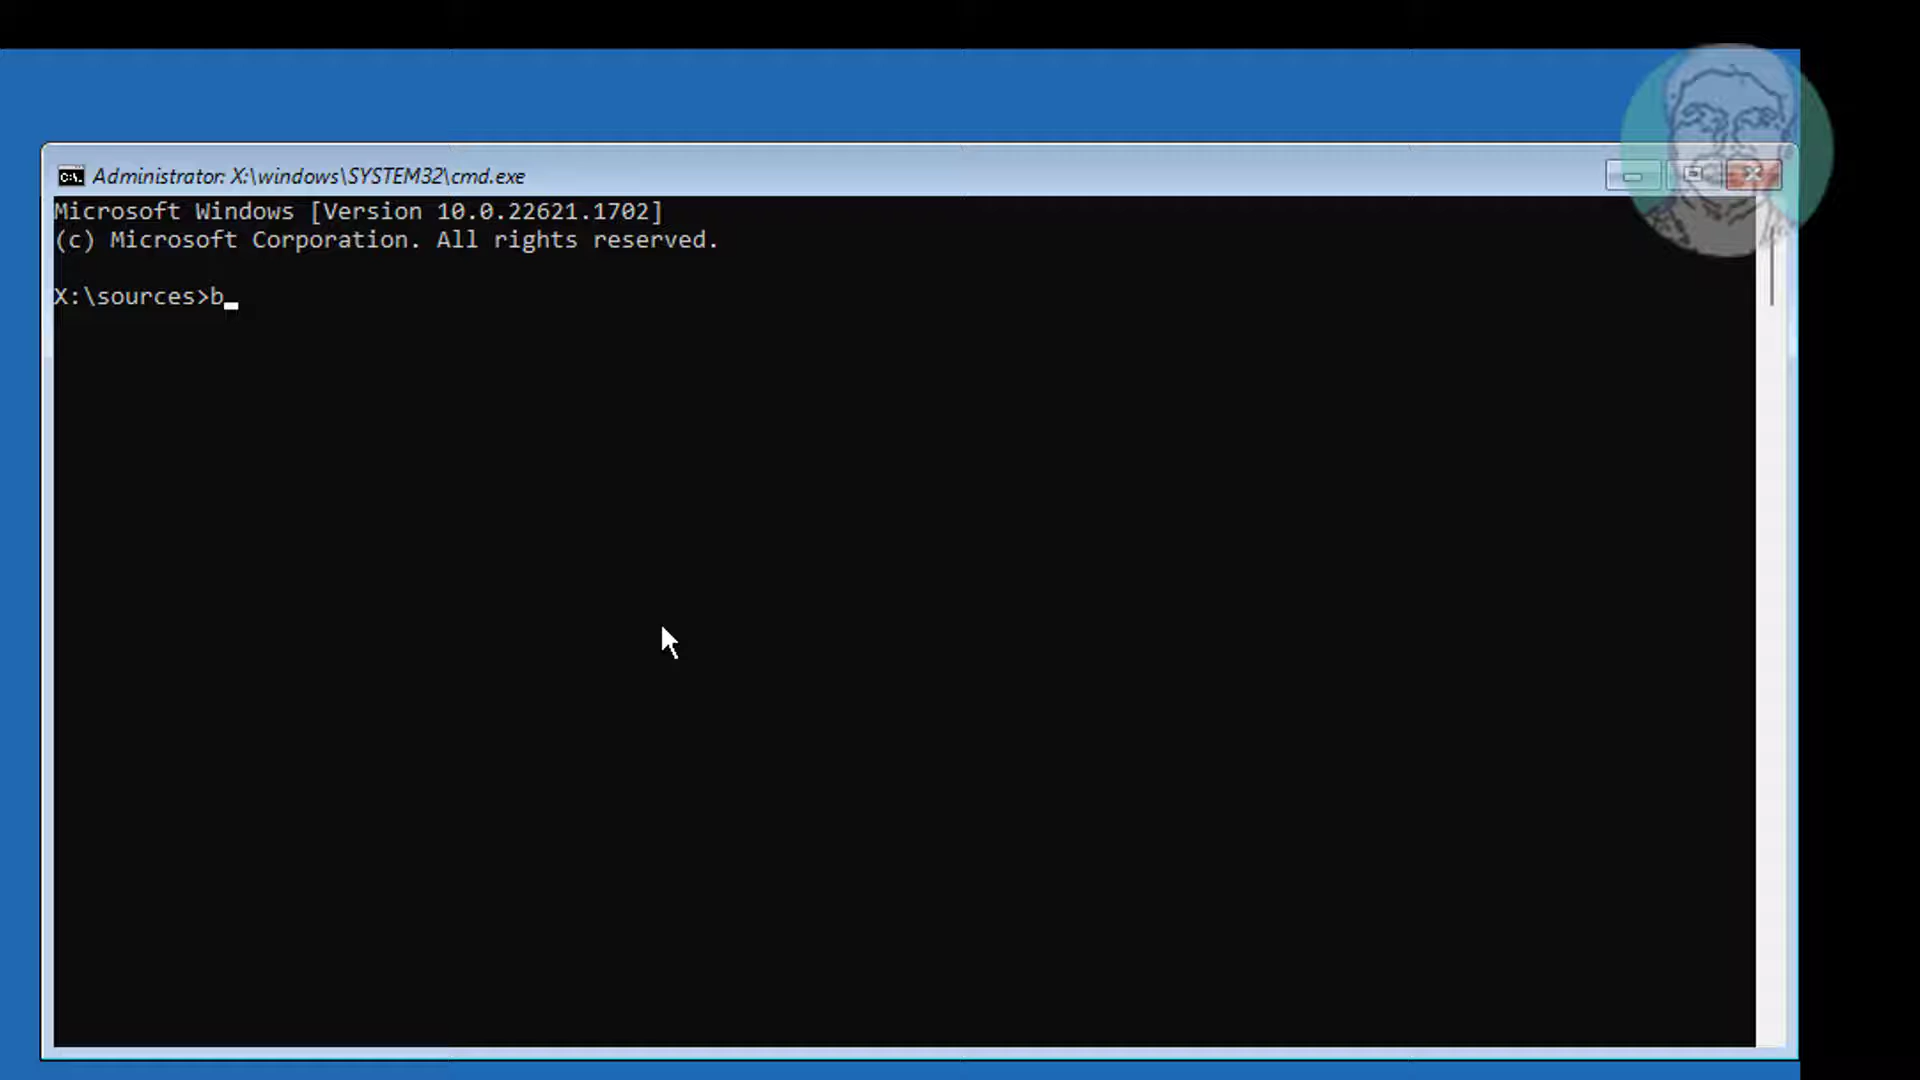 Administrator: X:\windows\SYSTEM32\cmd.exe
Microsoft Windows [Version 10.0.22621.1702]
(c) Microsoft Corporation. All rights reserved.
X:\sources>b